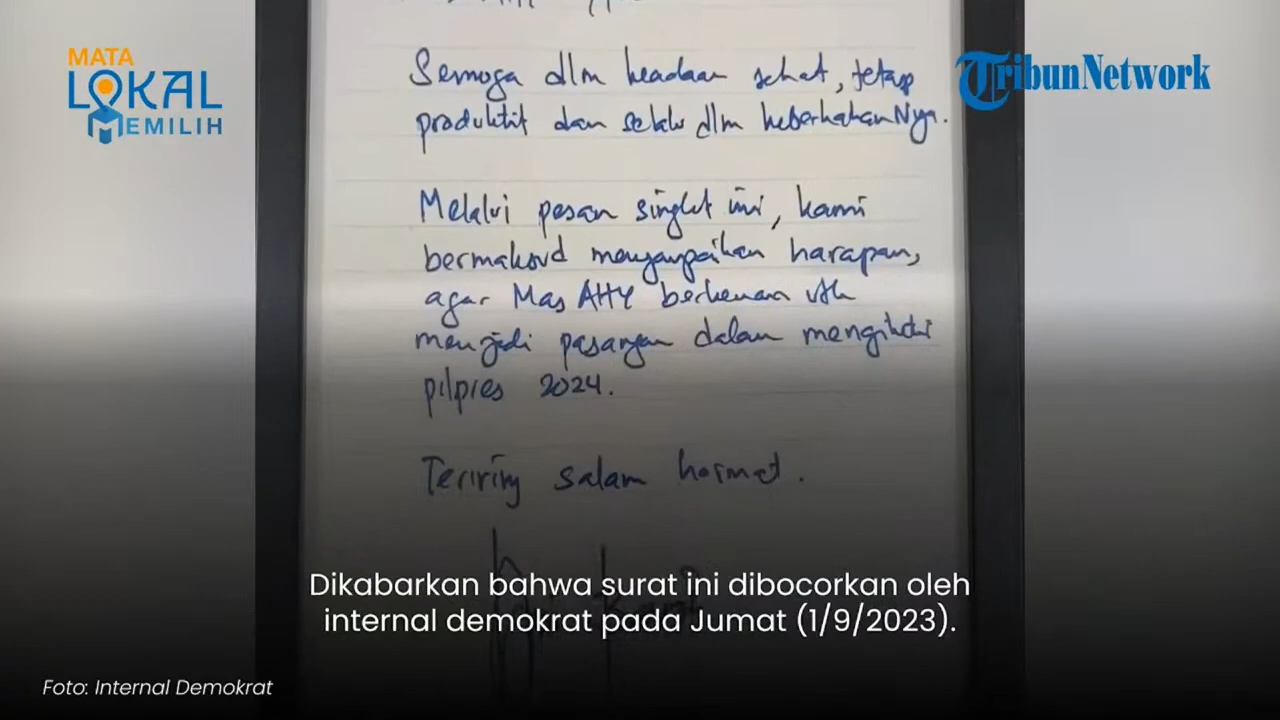 MATA
LOKAL
MEMILIH
TribunNetwork
Semoga dlm keadaan sehat, tetap
produktif dan selalu dlm keberkahanNya.
Melalui pesan singkat ini, kami
bermaksud menyampaikan harapan,
agar Mas AHY berkenan utk
menjadi pasangan dalam mengikuti
pilpres 2024.
Teriring salam hormat.
Dikabarkan bahwa surat ini dibocorkan oleh
internal demokrat pada Jumat (1/9/2023).
Foto: Internal Demokrat